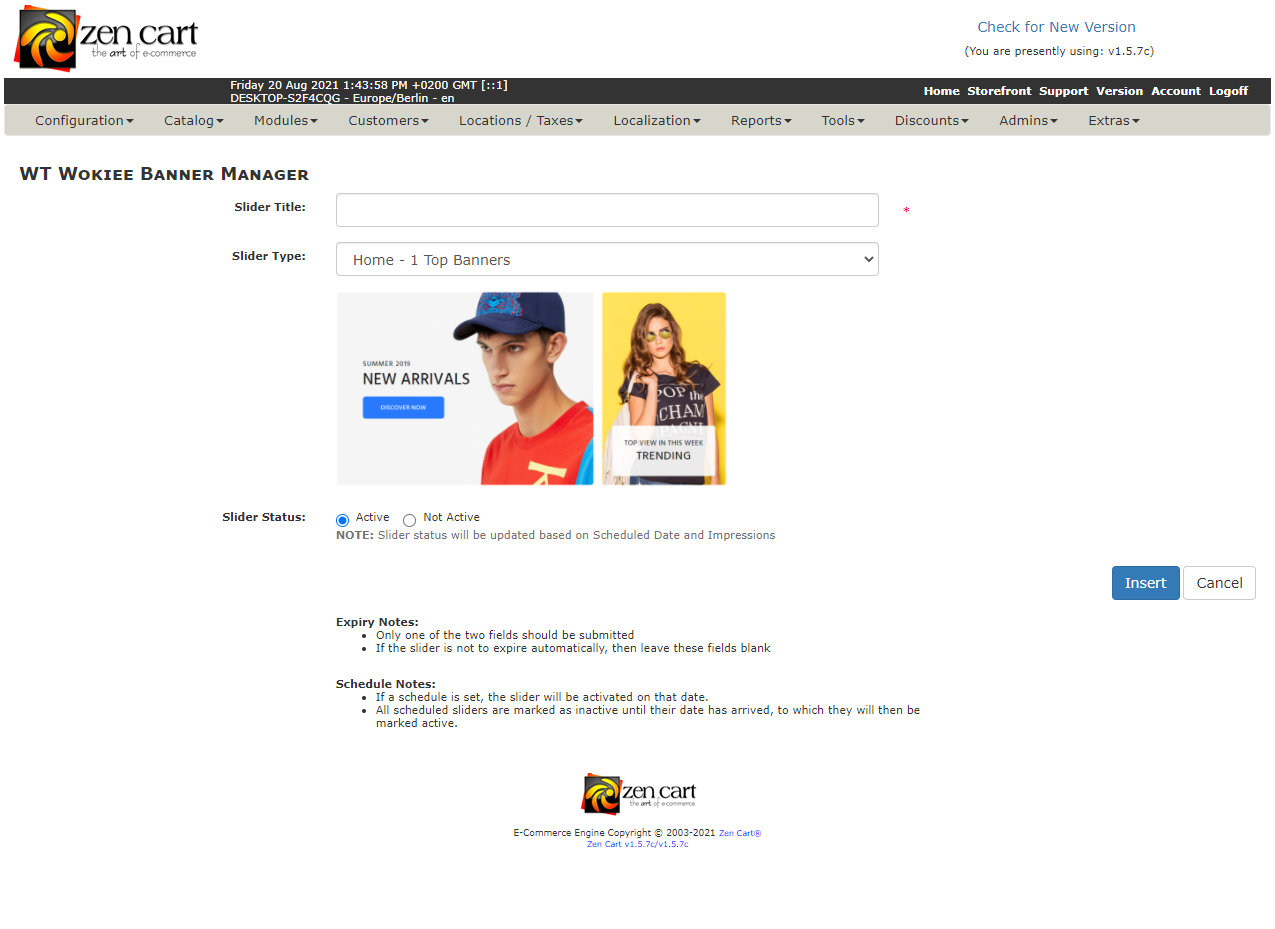 zen cart
the art of e-commerce
Check for New Version
(You are presently using: v1.5.7c)
Friday 20 Aug 2021 1:43:58 PM +0200 GMT [::1]
DESKTOP-S2F4CQG - Europe/Berlin - en
Home Storefront Support Version Account Logoff
Configuration Catalog Modules Customers Locations / Taxes Localization Reports Tools Discounts Admins Extras
WT Wokiee Banner Manager
Slider Title:
*
Slider Type:
Home - 1 Top Banners
SUMMER 2019
NEW ARRIVALS
DISCOVER NOW
POP the
CHAM
PAGNE
TOP VIEW IN THIS WEEK
TRENDING
Slider Status:
Active Not Active
NOTE: Slider status will be updated based on Scheduled Date and Impressions
Insert Cancel
Expiry Notes:
• Only one of the two fields should be submitted
• If the slider is not to expire automatically, then leave these fields blank
Schedule Notes:
• If a schedule is set, the slider will be activated on that date.
• All scheduled sliders are marked as inactive until their date has arrived, to which they will then be
marked active.
zen cart
the art of e-commerce
E-Commerce Engine Copyright © 2003-2021 Zen Cart®
Zen Cart v1.5.7c/v1.5.7c